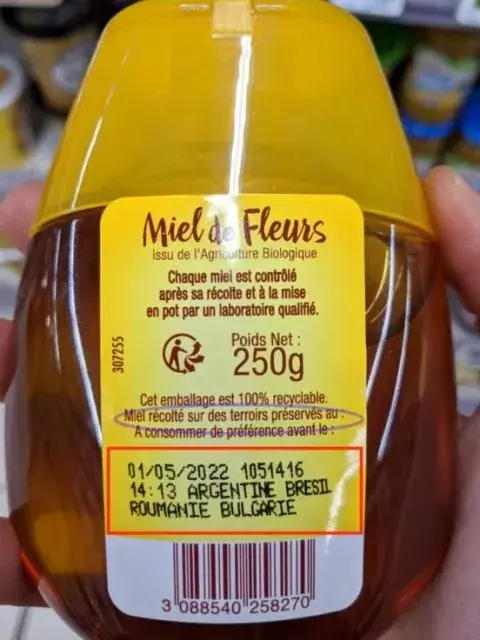 Miel de Fleurs
issu de l'Agriculture Biologique
Chaque miel est contrôlé
après sa récolte et à la mise
en pot par un laboratoire qualifié.
307255
Poids Net :
250g
Cet emballage est 100% recyclable.
Miel récolté sur des terroirs préservés au :
A consommer de préférence avant le :
01/05/2022 1051416
14:13 ARGENTINE BRESIL
ROUMANIE BULGARIE
3 088540 258270